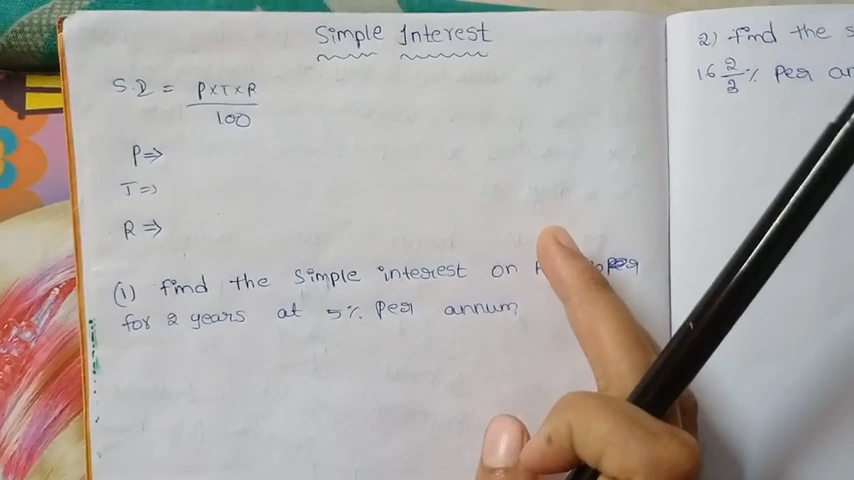 Simple Interest
S.I = P×T×R
100
P⇒
T⇒
R⇒
(1) find the simple interest on
for 2 years at 5% per annum
2) find the
16 2/3 % per